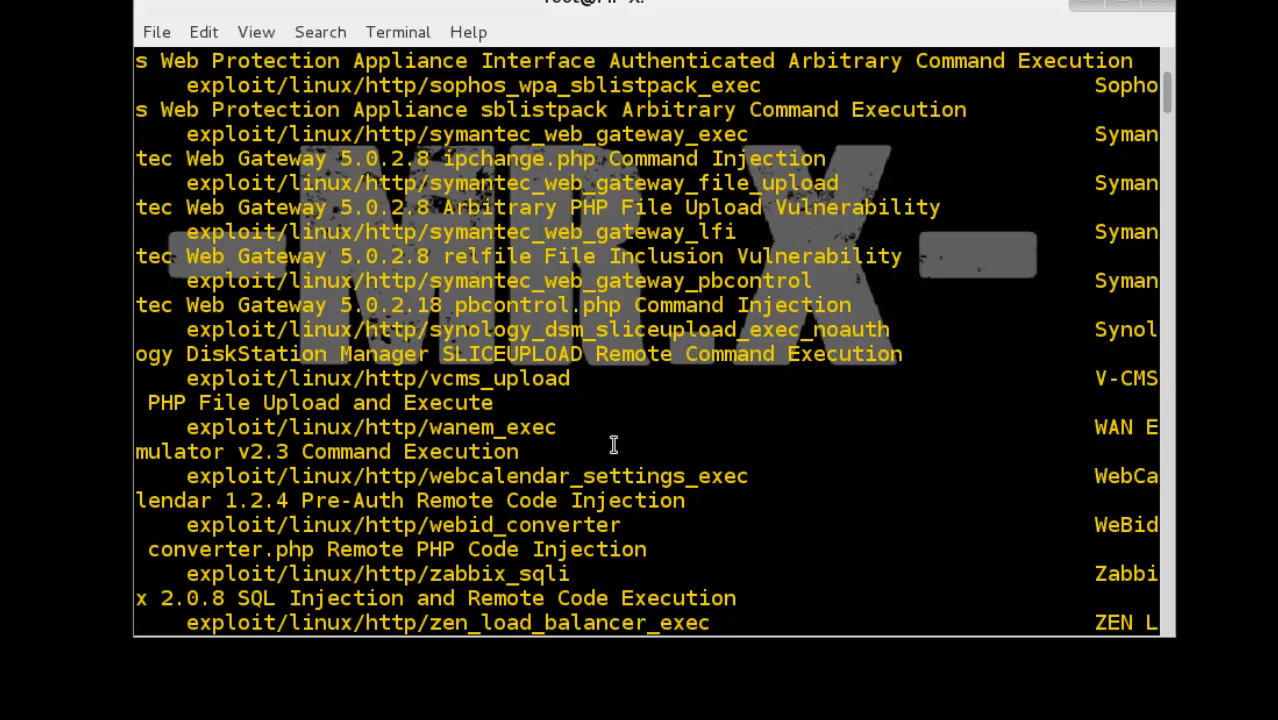 File Edit View Search Terminal Help
s Web Protection Appliance Interface Authenticated Arbitrary Command Execution
exploit/linux/http/sophos_wpa_sblistpack_exec Sopho
s Web Protection Appliance sblistpack Arbitrary Command Execution
exploit/linux/http/symantec_web_gateway_exec Syman
tec Web Gateway 5.0.2.8 ipchange.php Command Injection
exploit/linux/http/symantec_web_gateway_file_upload Syman
tec Web Gateway 5.0.2.8 Arbitrary PHP File Upload Vulnerability
exploit/linux/http/symantec_web_gateway_lfi Syman
tec Web Gateway 5.0.2.8 relfile File Inclusion Vulnerability
exploit/linux/http/symantec_web_gateway_pbcontrol Syman
tec Web Gateway 5.0.2.18 pbcontrol.php Command Injection
exploit/linux/http/synology_dsm_sliceupload_exec_noauth Synol
ogy DiskStation Manager SLICEUPLOAD Remote Command Execution
exploit/linux/http/vcms_upload V-CMS
PHP File Upload and Execute
exploit/linux/http/wanem_exec WAN E
mulator v2.3 Command Execution
exploit/linux/http/webcalendar_settings_exec WebCa
lendar 1.2.4 Pre-Auth Remote Code Injection
exploit/linux/http/webid_converter WeBid
converter.php Remote PHP Code Injection
exploit/linux/http/zabbix_sqli Zabbi
x 2.0.8 SQL Injection and Remote Code Execution
exploit/linux/http/zen_load_balancer_exec ZEN L
-MR.X-